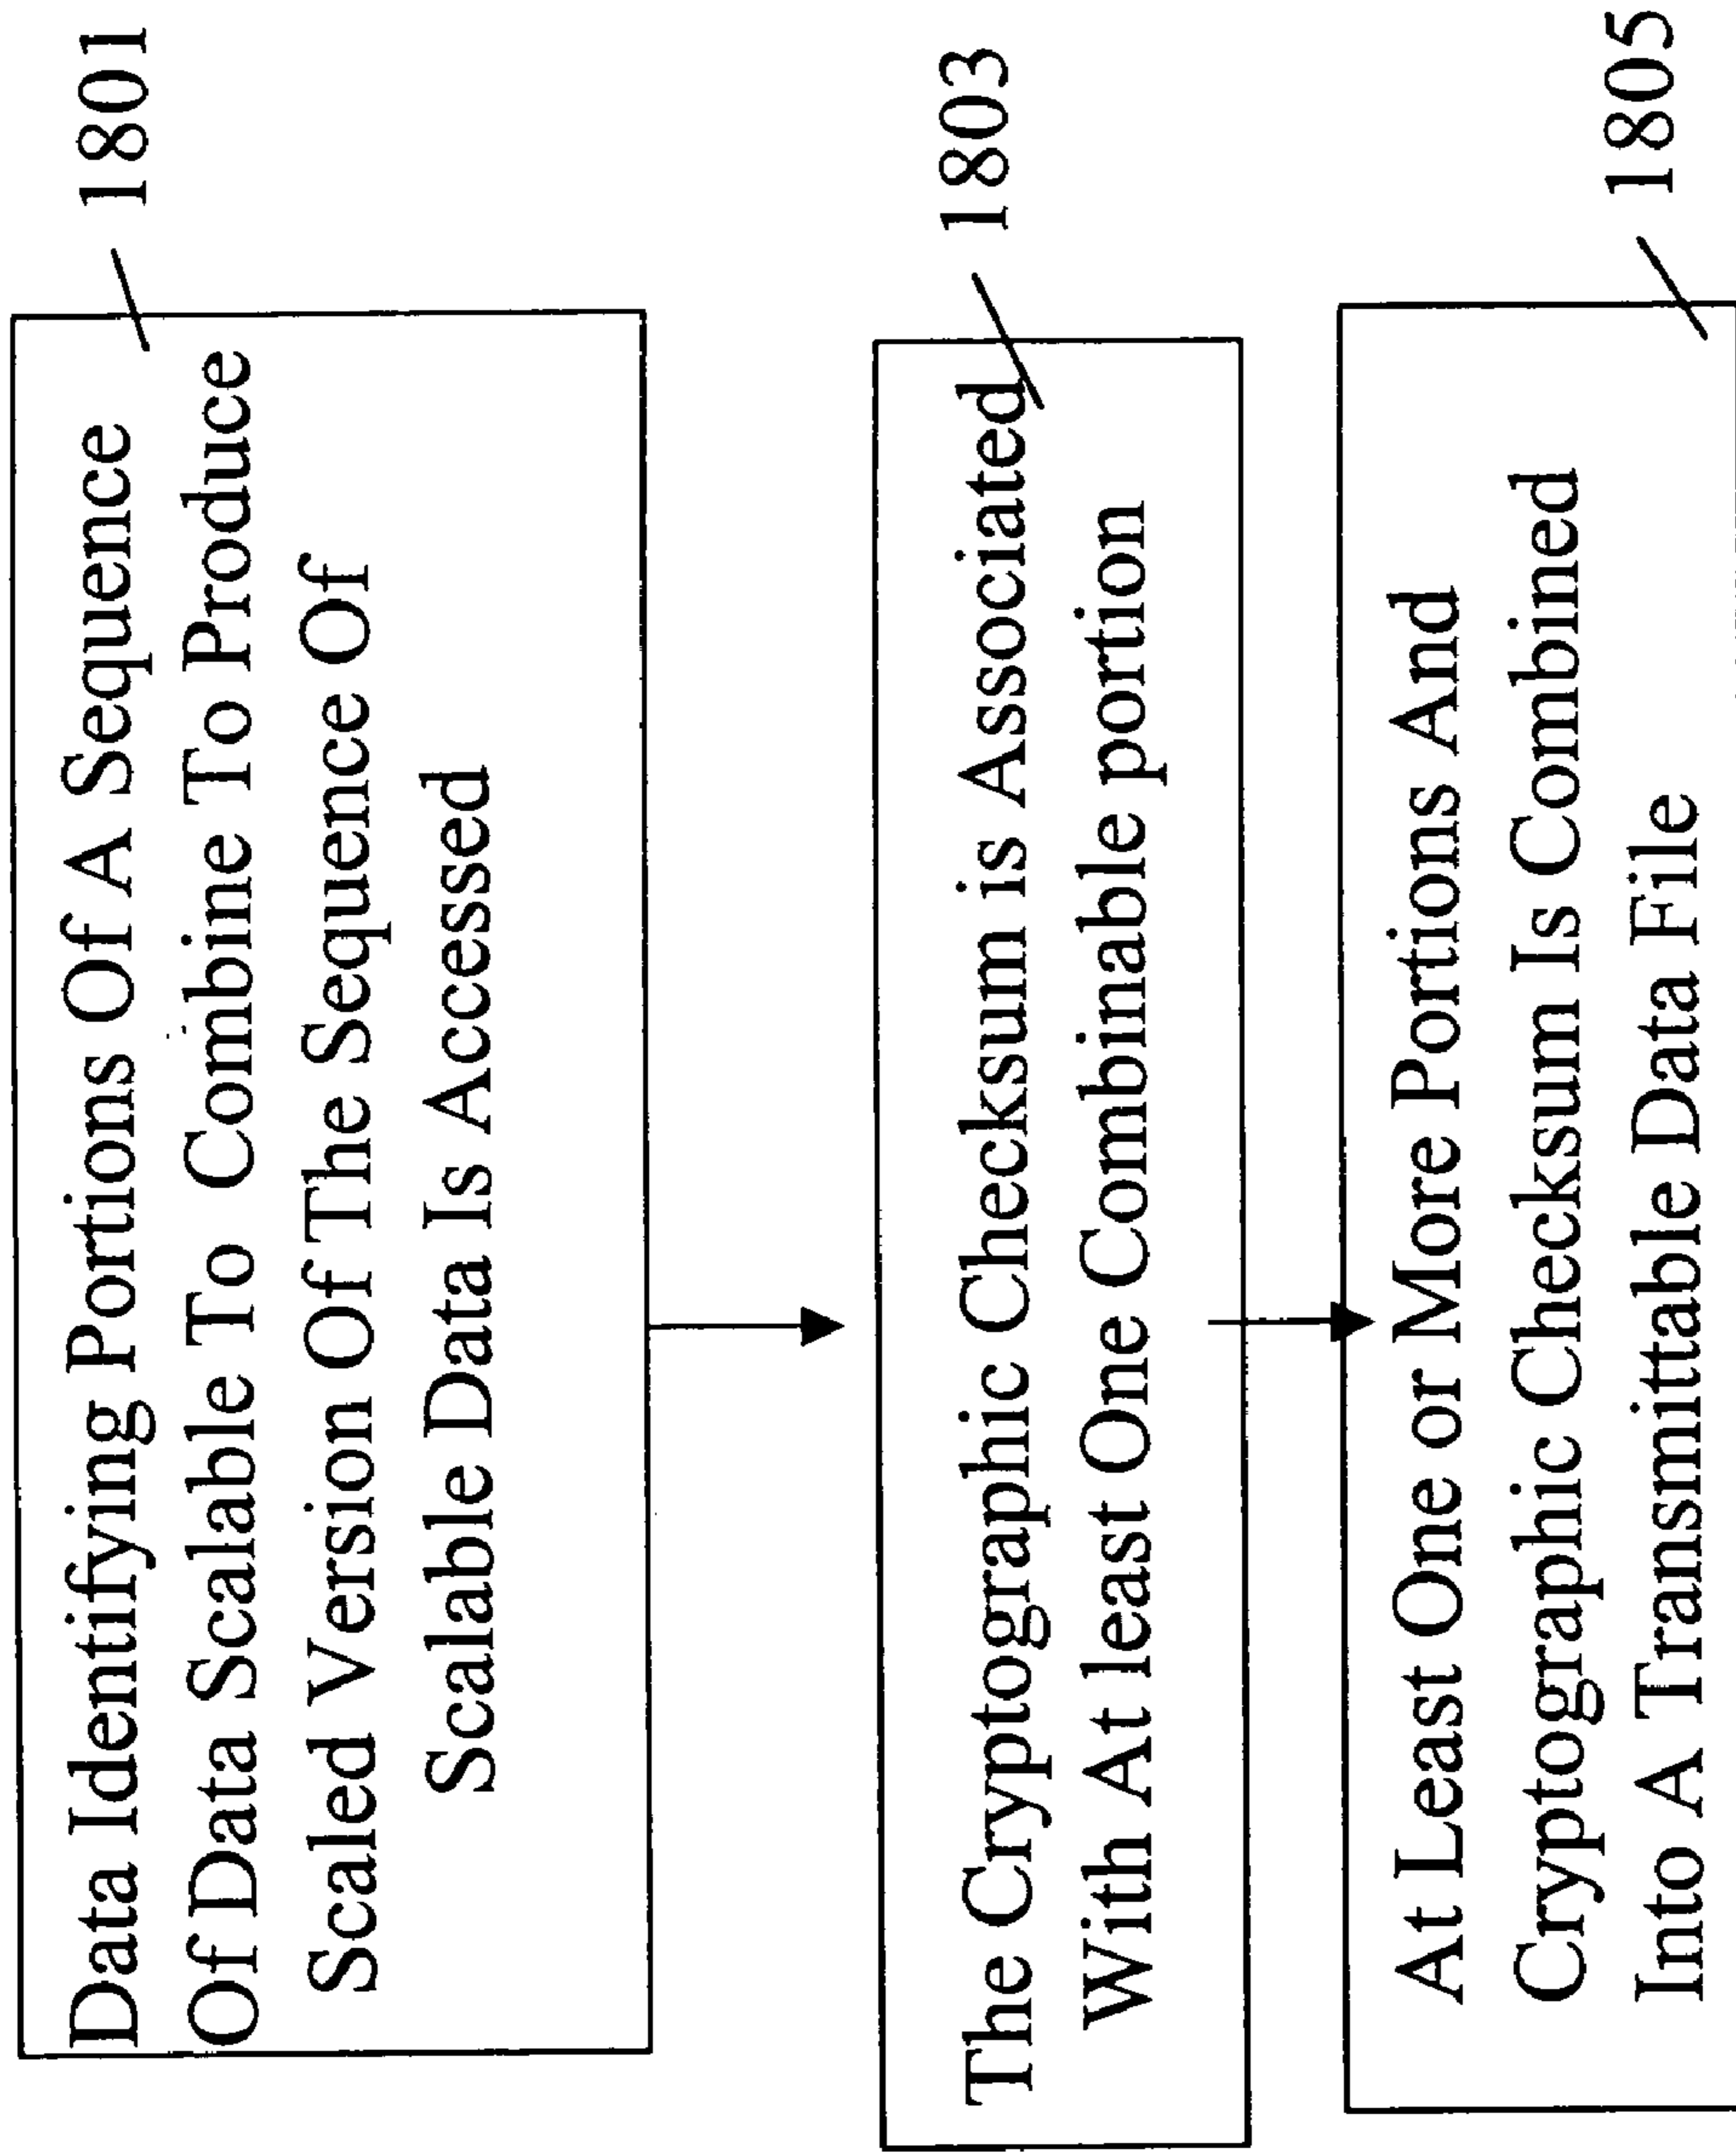 Data Identifying Portions Of A Sequence
Of Data Scalable To Combine To Produce
Scaled Version Of The Sequence Of
Scalable Data Is Accessed
1801
The Cryptographic Checksum is Associated
With At least One Combinable portion
1803
At Least One or More Portions And
Cryptographic Checksum Is Combined
Into A Transmittable Data File
1805